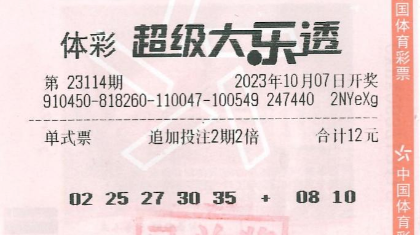 体彩 超级大乐透
第 23114期 2023年10月07日开奖
910450-818260-110047-100549 247440 2NYeXg
单式票 追加投注2期2倍 合计12元
02 25 27 30 35 + 08 10
国体育彩票
中国体育彩